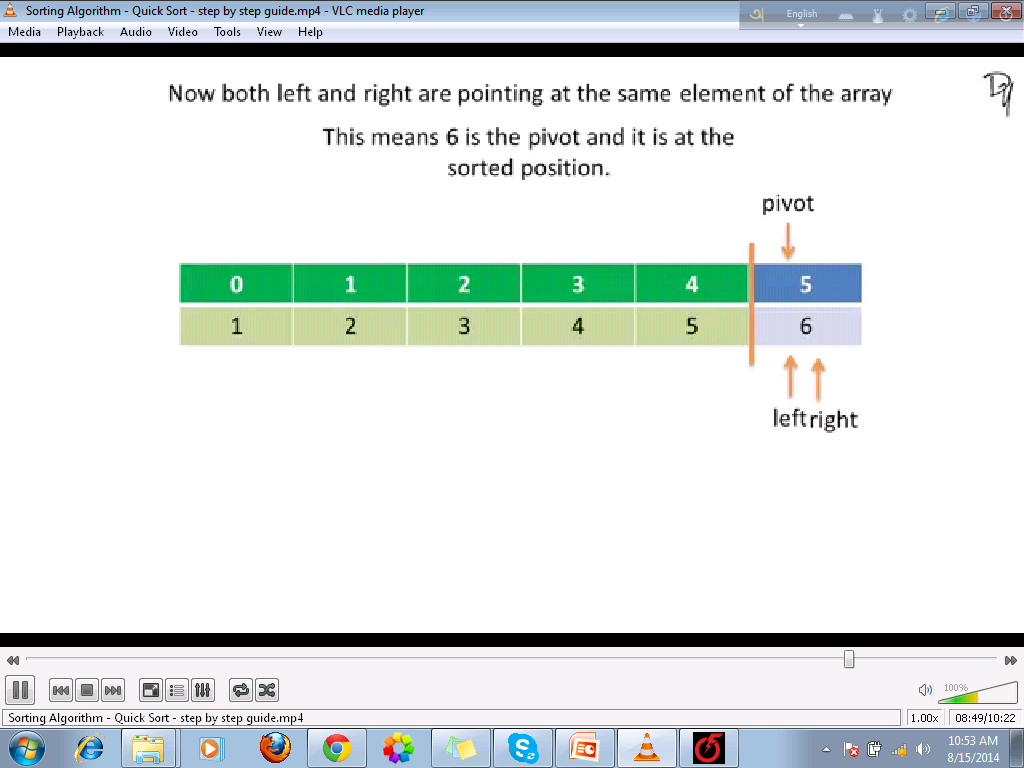 Sorting Algorithm - Quick Sort - step by step guide.mp4 - VLC media player
English
Media Playback Audio Video Tools View Help
Now both left and right are pointing at the same element of the array
This means 6 is the pivot and it is at the
sorted position.
pivot
0 1 2 3 4 5
1 2 3 4 5 6
left right
100%
Sorting Algorithm - Quick Sort - step by step guide.mp4
1.00x 08:49/10:22
10:53 AM
8/15/2014